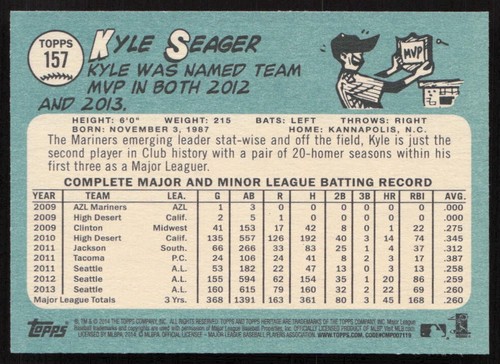 TOPPS
157
KYLE SEAGER
KYLE WAS NAMED TEAM
MVP IN BOTH 2012
AND 2013.
MVP
HEIGHT: 6'0" WEIGHT: 215 BATS: LEFT THROWS: RIGHT
BORN: NOVEMBER 3, 1987 HOME: KANNAPOLIS, N.C.
The Mariners emerging leader stat-wise and off the field, Kyle is just the
second player in Club history with a pair of 20-homer seasons within his
first three as a Major Leaguer.
COMPLETE MAJOR AND MINOR LEAGUE BATTING RECORD
YEAR TEAM LEA. G AB R H 2B 3B HR RBI AVG.
2009 AZL Mariners AZL 1 3 0 0 0 0 0 0 .000
2009 High Desert Calif. 2 5 1 0 0 0 0 0 .000
2009 Clinton Midwest 41 153 17 42 8 0 1 22 .275
2010 High Desert Calif. 135 557 126 192 40 3 14 74 .345
2011 Jackson South. 66 266 33 83 25 1 4 37 .312
2011 Tacoma P.C. 24 106 24 41 8 2 3 17 .387
2011 Seattle A.L. 53 182 22 47 13 0 3 13 .258
2012 Seattle A.L. 155 594 62 154 35 1 20 86 .259
2013 Seattle A.L. 160 615 79 160 32 2 22 69 .260
Major League Totals 3 Yrs. 368 1391 163 361 80 3 45 168 .260
TOPPS